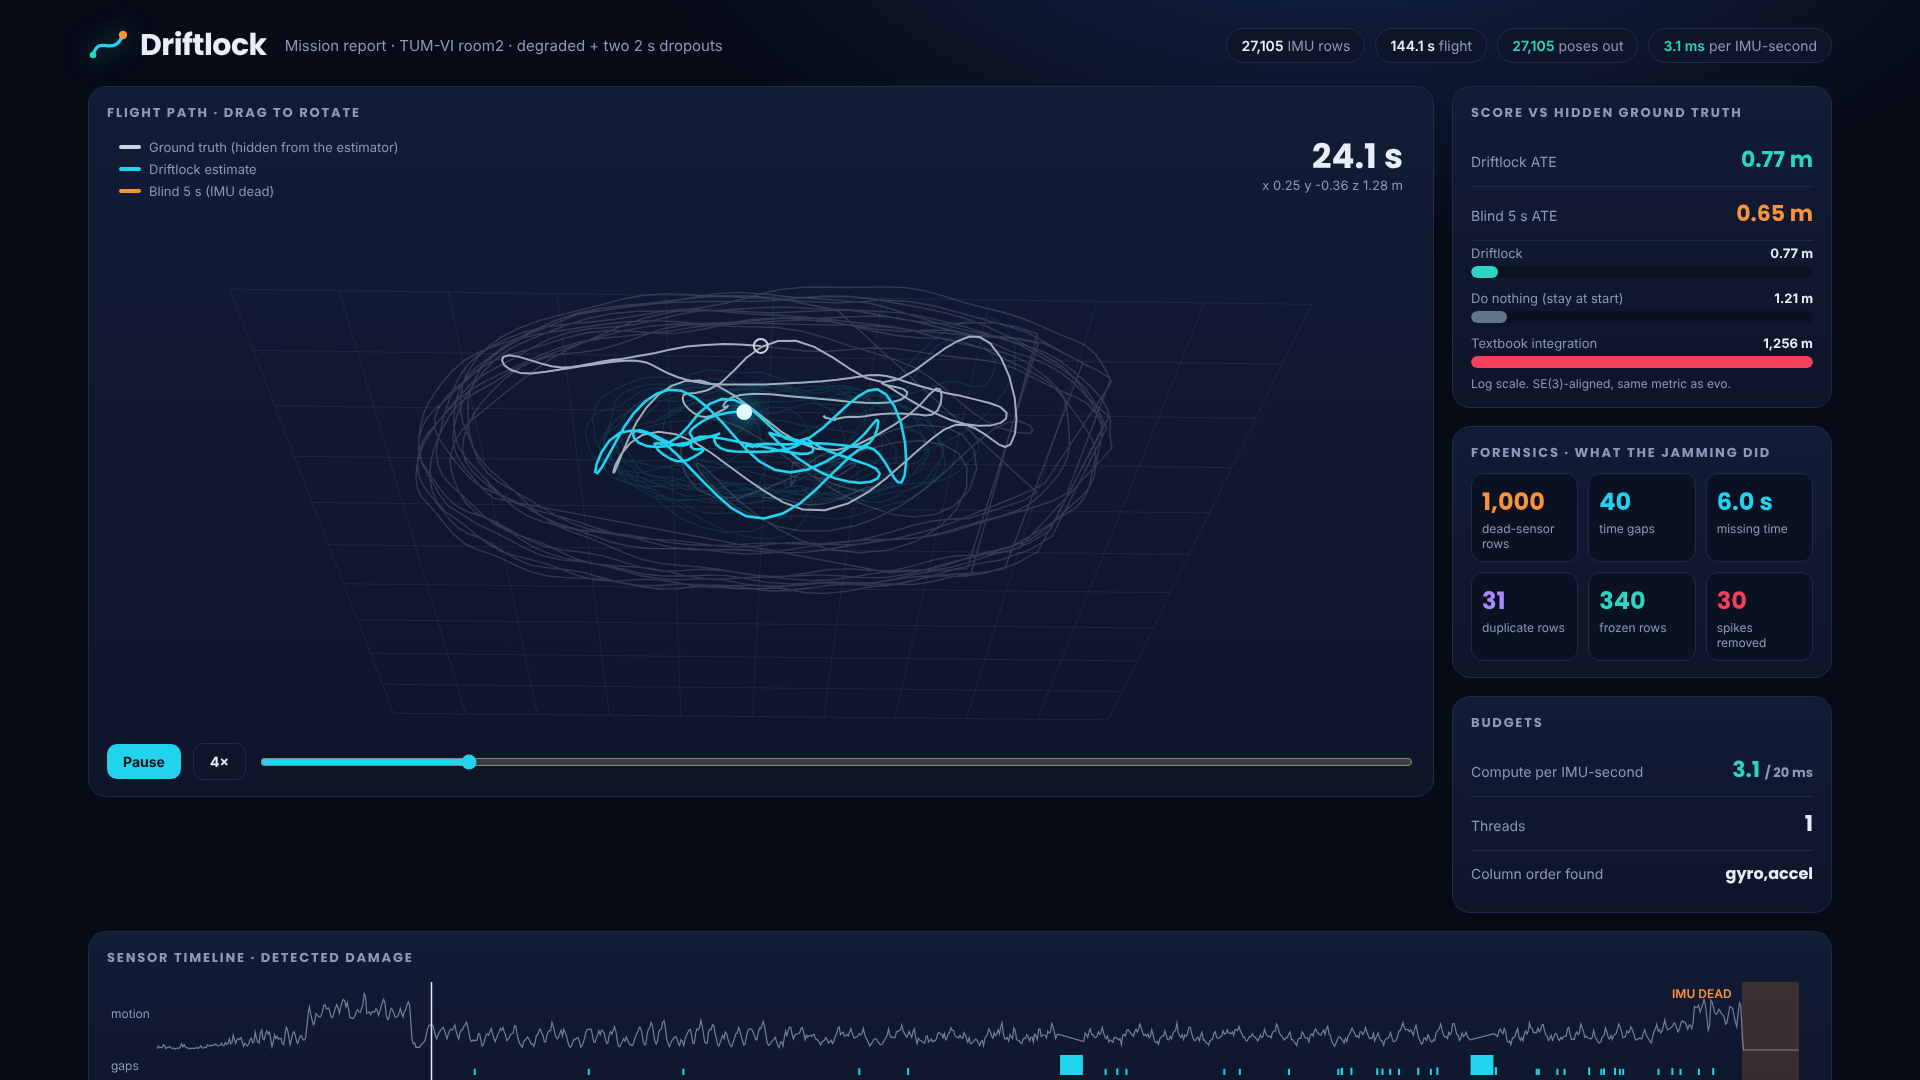 Driftlock
Mission report · TUM-VI room2 · degraded + two 2 s dropouts
27,105 IMU rows
144.1 s flight
27,105 poses out
3.1 ms per IMU-second
FLIGHT PATH · DRAG TO ROTATE
Ground truth (hidden from the estimator)
Driftlock estimate
Blind 5 s (IMU dead)
24.1 s
x 0.25 y -0.36 z 1.28 m
Pause
4×
SCORE VS HIDDEN GROUND TRUTH
Driftlock ATE 0.77 m
Blind 5 s ATE 0.65 m
Driftlock 0.77 m
Do nothing (stay at start) 1.21 m
Textbook integration 1,256 m
Log scale. SE(3)-aligned, same metric as evo.
FORENSICS · WHAT THE JAMMING DID
1,000
dead-sensor
rows
40
time gaps
6.0 s
missing time
31
duplicate rows
340
frozen rows
30
spikes
removed
BUDGETS
Compute per IMU-second 3.1 / 20 ms
Threads 1
Column order found gyro,accel
SENSOR TIMELINE · DETECTED DAMAGE
IMU DEAD
motion
gaps